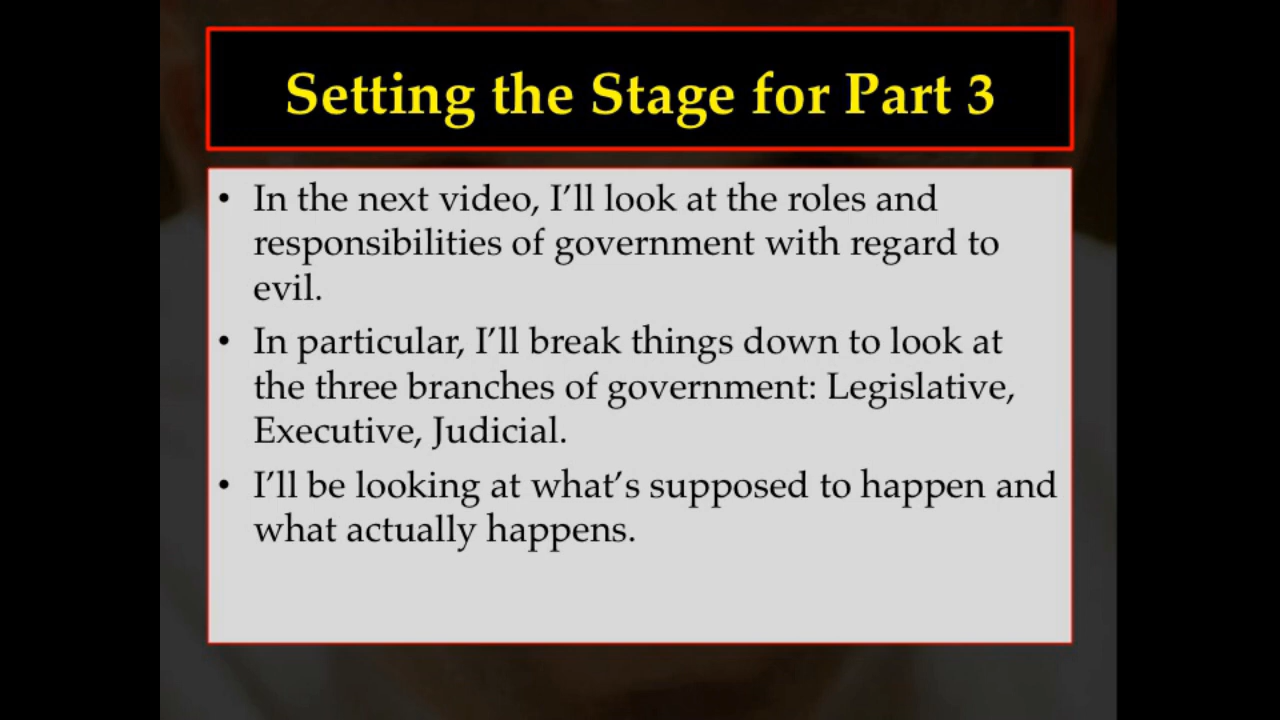 Setting the Stage for Part 3
• In the next video, I’ll look at the roles and
responsibilities of government with regard to
evil.
• In particular, I’ll break things down to look at
the three branches of government: Legislative,
Executive, Judicial.
• I’ll be looking at what’s supposed to happen and
what actually happens.